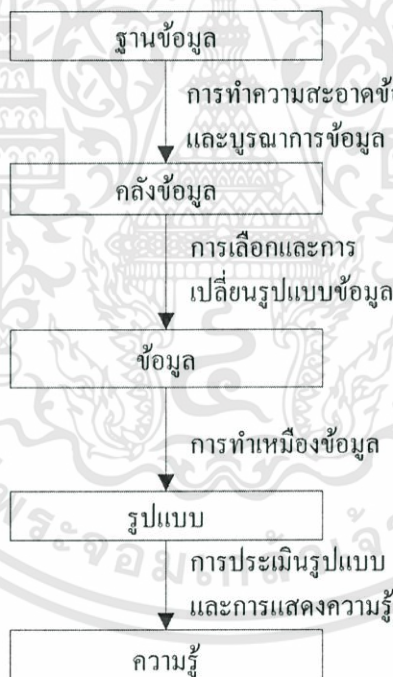 ฐานข้อมูล
การทำความสะอาดข้
และบูรณาการข้อมูล
คลังข้อมูล
การเลือกและการ
เปลี่ยนรูปแบบข้อมูล
ข้อมูล
การทำเหมืองข้อมูล
รูปแบบ
การประเมินรูปแบบ
และการแสดงความรู้
ความรู้